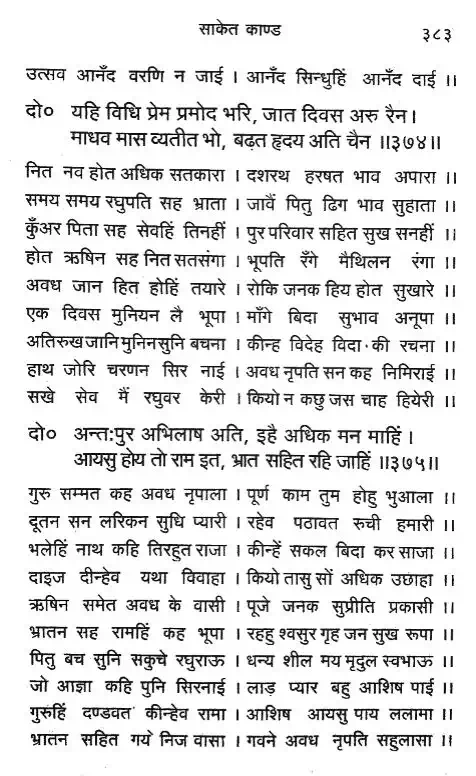 साकेत काण्ड
३८३
उत्सव आनँद वरणि न जाई । आनँद सिन्धुहिं आनँद दाई ।।
दो० यहि विधि प्रेम प्रमोद भरि, जात दिवस अरु रैन।
माधव मास व्यतीत भो, बढ़त हृदय अति चैन ।।३७४।।
नित नव होत अधिक सतकारा । दशरथ हरषत भाव अपारा ।।
समय समय रघुपति सह भ्राता । जावैं पितु ढिग भाव सुहाता ।।
कुँअर पिता सह सेवहिं तिनहीं । पुर परिवार सहित सुख सनहीं ।।
होत ऋषिन सह नित सतसंगा । भूपति रँगे मैथिलन रंगा ।।
अवध जान हित होहिं तयारे । रोकि जनक हिय होत सुखारे ।।
एक दिवस मुनियन लै भूपा । माँगे बिदा सुभाव अनूपा ।।
अतिरुख जानि मुनिन सुनि बचना । कीन्ह विदेह विदा की रचना ।।
हाथ जोरि चरणन सिर नाई । अवध नृपति सन कह निमिराई ।।
सखे सेव मैं रघुवर केरी । कियो न कछु जस चाह हियेरी ।।
दो० अन्त:पुर अभिलाष अति, इहै अधिक मन माहिं ।
आयसु होय तो राम इत, भ्रात सहित रहि जाहिं ।।३७५।।
गुरु सम्मत कह अवध नृपाला । पूर्ण काम तुम होहु भुआला ।।
दूतन सन लरिकन सुधि प्यारी । रहेव पठावत रुची हमारी ।।
भलेहिं नाथ कहि तिरहुत राजा । कीन्हें सकल बिदा कर साजा ।।
दाइज दीन्हेव यथा विवाहा । कियो तासु सों अधिक उछाहा ।।
ऋषिन समेत अवध के वासी । पूजे जनक सुप्रीति प्रकासी ।।
भ्रातन सह रामहिं कह भूपा । रहहु श्वसुर गृह जन सुख रूपा ।।
पितु बच सुनि सकुचे रघुराऊ । धन्य शील मय मृदुल स्वभाऊ ।।
जो आज्ञा कहि पुनि सिरनाई । लाड़ प्यार बहु आशिष पाई ।।
गुरुहिं दण्डवत कीन्हेव रामा । आशिष आयसु पाय ललामा ।।
भ्रातन सहित गये निज वासा । गवने अवध नृपति सहुलासा ।।